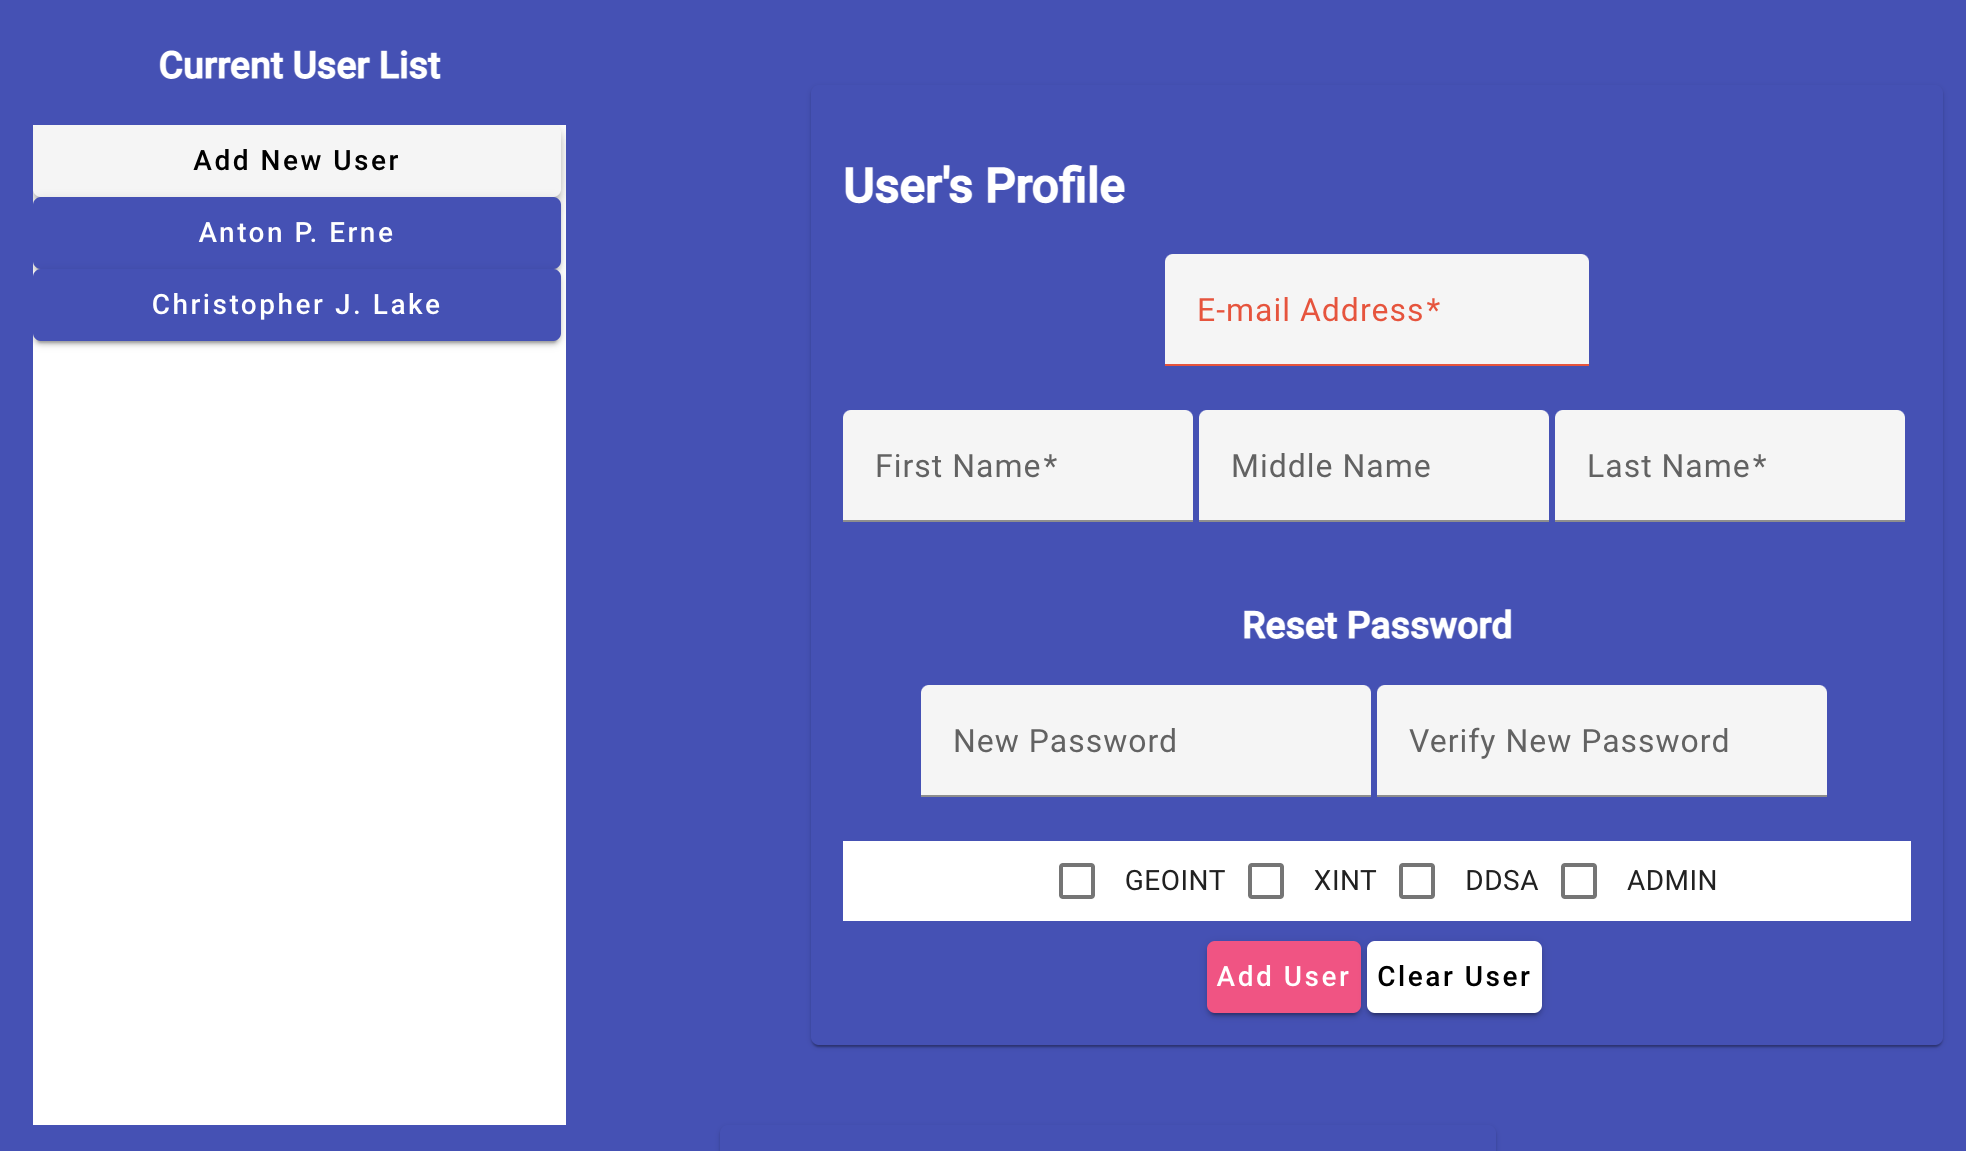 Current User List
Add New User
Anton P. Erne
Christopher J. Lake
User's Profile
E-mail Address*
First Name* Middle Name Last Name*
Reset Password
New Password Verify New Password
GEOINT XINT DDSA ADMIN
Add User Clear User